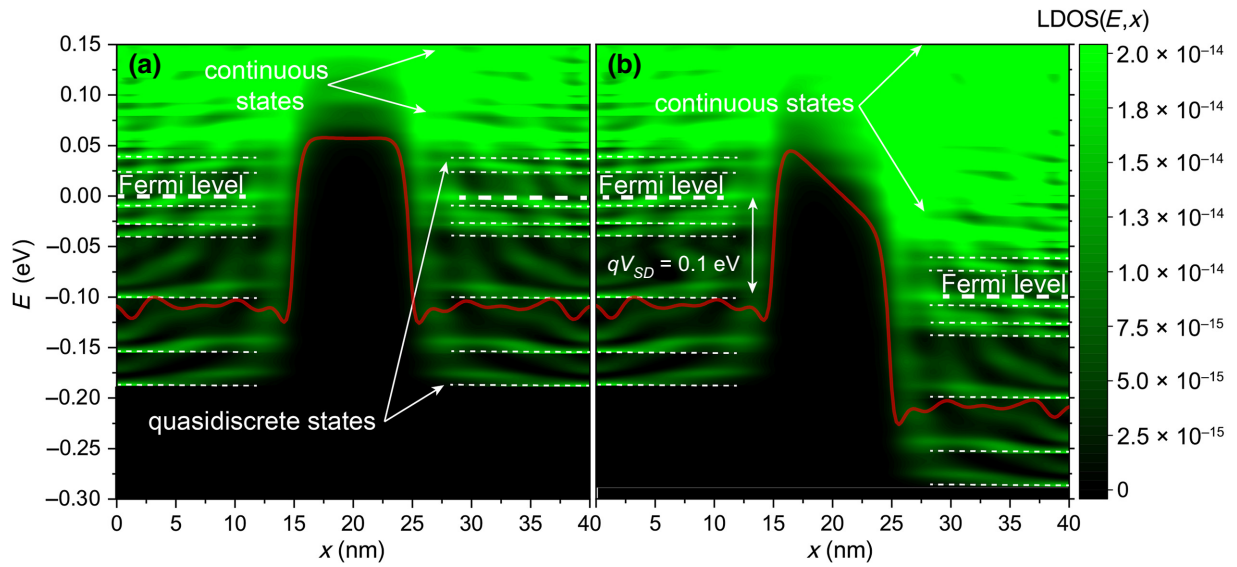 LDOS(E,x)
(a)
continuous
states
Fermi level
quasidiscrete states
(b)
continuous states
Fermi level
qV_SD = 0.1 eV
Fermi level
E (eV)
0.15
0.10
0.05
0.00
–0.05
–0.10
–0.15
–0.20
–0.25
–0.30
0 5 10 15 20 25 30 35 40
x (nm)
5 10 15 20 25 30 35 40
x (nm)
2.0 × 10⁻¹⁴
1.8 × 10⁻¹⁴
1.5 × 10⁻¹⁴
1.3 × 10⁻¹⁴
1.0 × 10⁻¹⁴
7.5 × 10⁻¹⁵
5.0 × 10⁻¹⁵
2.5 × 10⁻¹⁵
0